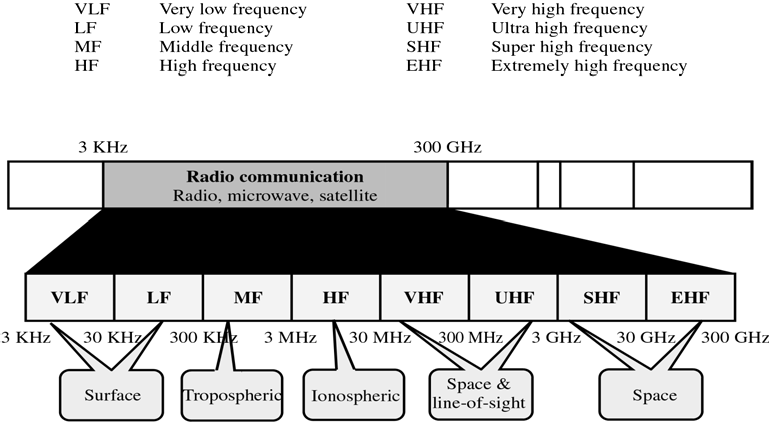 VLF Very low frequency VHF Very high frequency
LF Low frequency UHF Ultra high frequency
MF Middle frequency SHF Super high frequency
HF High frequency EHF Extremely high frequency
3 KHz 300 GHz
Radio communication
Radio, microwave, satellite
VLF LF MF HF VHF UHF SHF EHF
3 KHz 30 KHz 300 KHz 3 MHz 30 MHz 300 MHz 3 GHz 30 GHz 300 GHz
Surface Tropospheric Ionospheric Space & line-of-sight Space